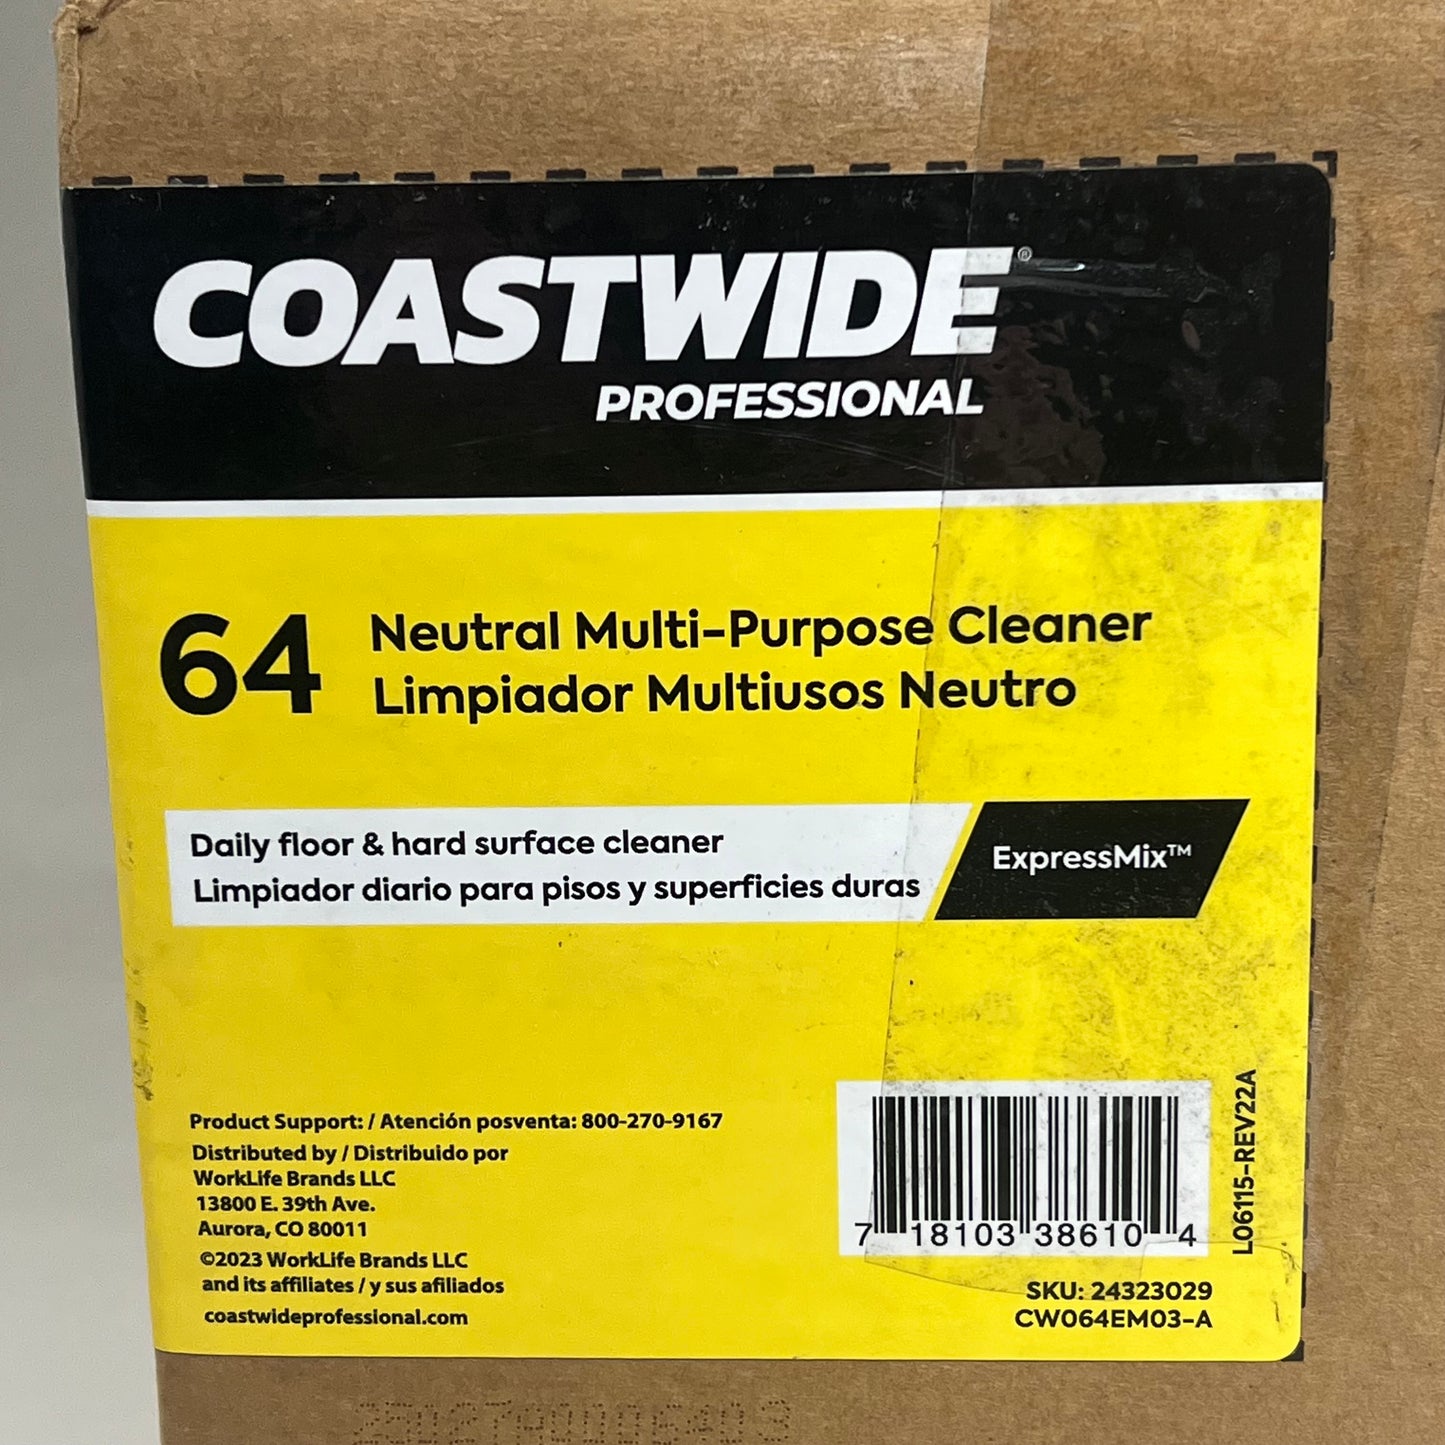 COASTWIDE®
PROFESSIONAL
64 Neutral Multi-Purpose Cleaner
Limpiador Multiusos Neutro
Daily floor & hard surface cleaner
Limpiador diario para pisos y superficies duras
ExpressMix™
Product Support: / Atención posventa: 800-270-9167
Distributed by / Distribuido por
WorkLife Brands LLC
13800 E. 39th Ave.
Aurora, CO 80011
©2023 WorkLife Brands LLC
and its affiliates / y sus afiliados
coastwideprofessional.com
7 18103 38610 4
L06115-REV22A
SKU: 24323029
CW064EM03-A